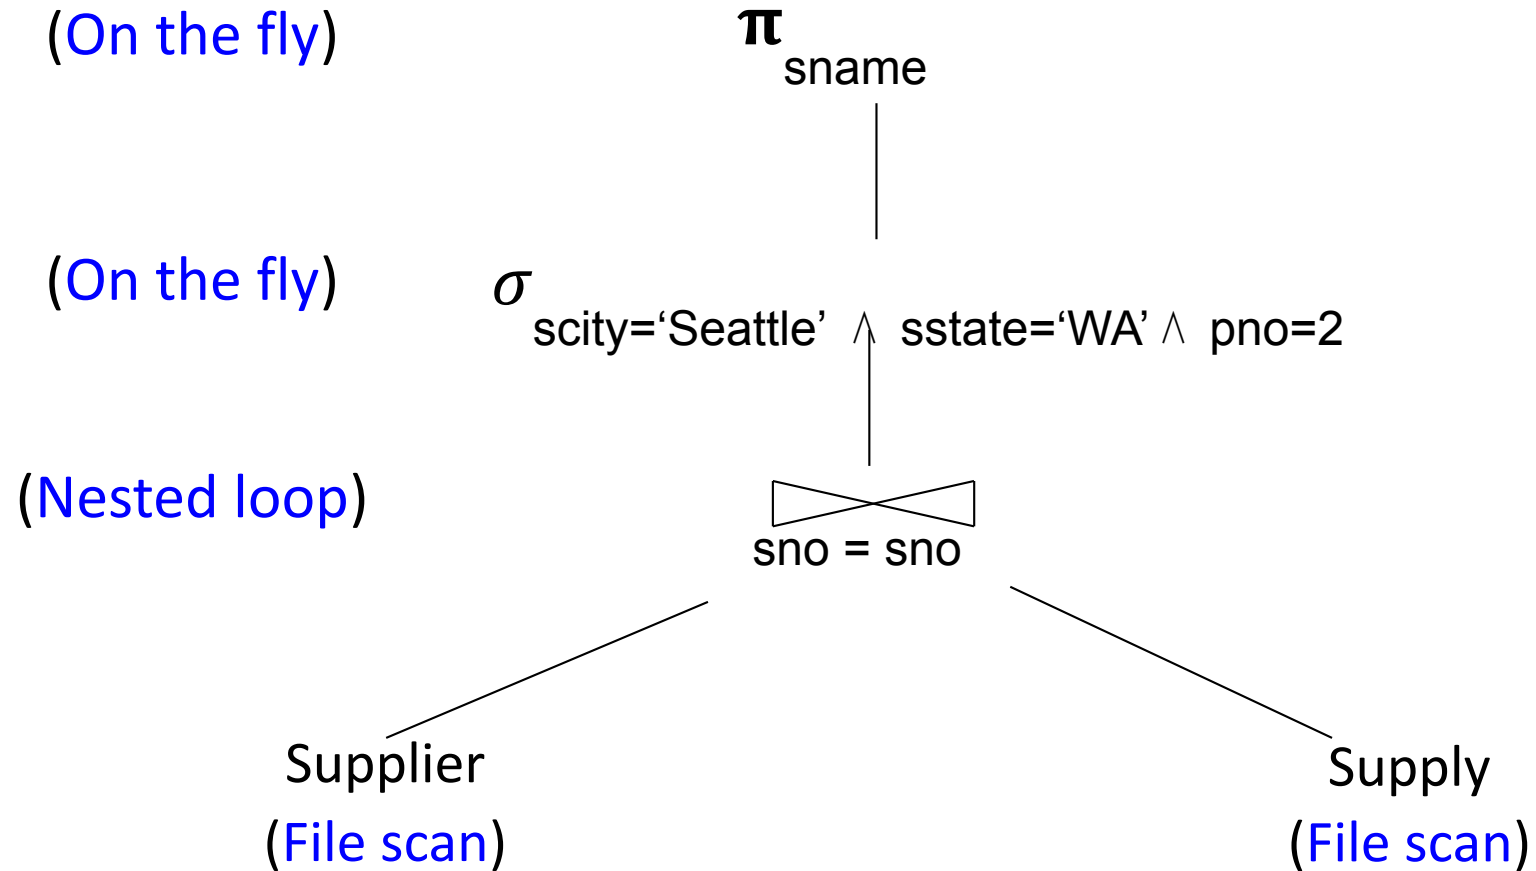 (On the fly)
π
sname
(On the fly)
σ
scity=‘Seattle’ ∧ sstate=‘WA’ ∧ pno=2
(Nested loop)
sno = sno
Supplier
Supply
(File scan)
(File scan)